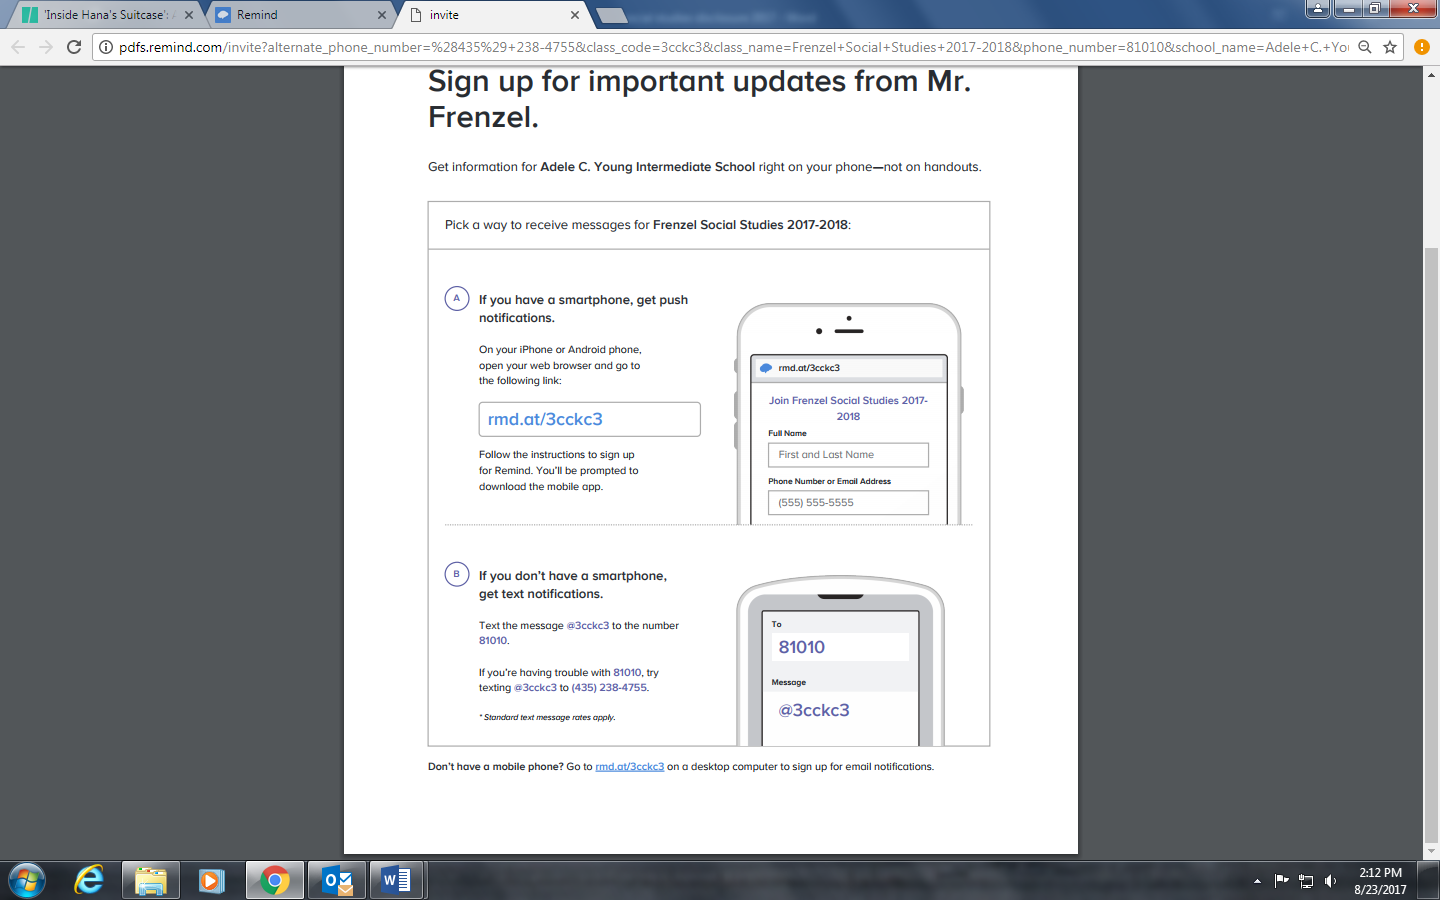 'Inside Hana's Suitcase':
Remind
invite
pdfs.remind.com/invite?alternate_phone_number=%28435%29+238-4755&class_code=3cckc3&class_name=Frenzel+Social+Studies+2017-2018&phone_number=81010&school_name=Adele+C.+You
Sign up for important updates from Mr.
Frenzel.
Get information for Adele C. Young Intermediate School right on your phone—not on handouts.
Pick a way to receive messages for Frenzel Social Studies 2017-2018:
A
If you have a smartphone, get push
notifications.
On your iPhone or Android phone,
open your web browser and go to
the following link:
rmd.at/3cckc3
Follow the instructions to sign up
for Remind. You'll be prompted to
download the mobile app.
rmd.at/3cckc3
Join Frenzel Social Studies 2017-
2018
Full Name
First and Last Name
Phone Number or Email Address
(555) 555-5555
B
If you don't have a smartphone,
get text notifications.
Text the message @3cckc3 to the number
81010.
If you're having trouble with 81010, try
texting @3cckc3 to (435) 238-4755.
* Standard text message rates apply.
To
81010
Message
@3cckc3
Don't have a mobile phone? Go to rmd.at/3cckc3 on a desktop computer to sign up for email notifications.
2:12 PM
8/23/2017